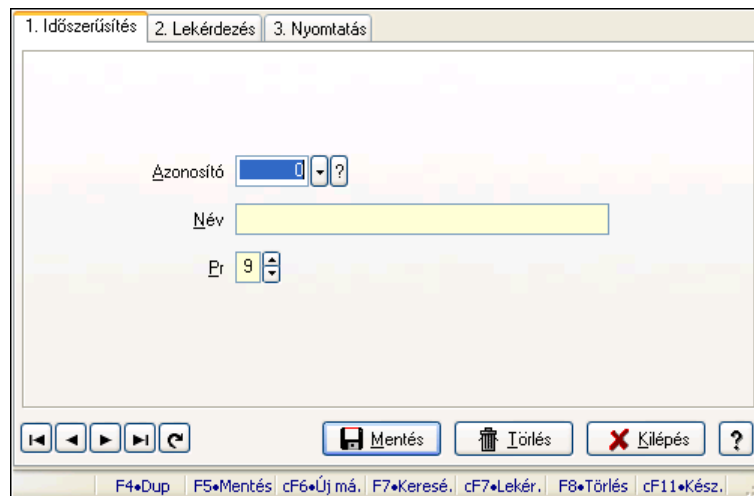 1. Időszerűsítés 2. Lekérdezés 3. Nyomtatás
Azonosító 0 ?
Név
Pr 9
Mentés Törlés Kilépés ?
F4•Dup F5•Mentés cF6•Új má. F7•Keresé. cF7•Lekér. F8•Törlés cF11•Kész.